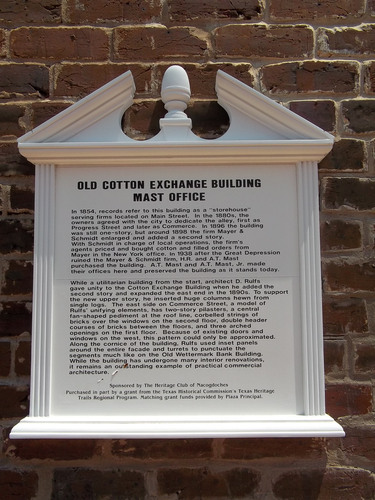 OLD COTTON EXCHANGE BUILDING
MAST OFFICE
In 1854, records refer to this building as a "storehouse"
serving firms located on Main Street. In the 1880s, the
owners agreed with the city to dedicate the alley, first as
Progress Street and later as Commerce. In 1896 the building
was still one-story, but around 1898 the firm Mayer &
Schmidt enlarged and added a second story.
With Schmidt in charge of local operations, the firm's
agents priced and bought cotton and filled orders from
Mayer in the New York office. In 1938 after the Great Depression
ruined the Mayer & Schmidt firm, H.R. and A.T. Mast
purchased the building. A.T. Mast and A.T. Mast, Jr. made
their offices here and preserved the building as it stands today.
While a utilitarian building from the start, architect D. Rulfs
gave unity to the Cotton Exchange Building when he added the
second story and expanded the east end in the 1890s. To support
the new upper story, he inserted huge columns hewn from
single logs. The east side on Commerce Street, a model of
Rulfs' unifying elements, has two-story pilasters, a central
fan-shaped pediment at the roof line, corbelled strings of
bricks over the windows on the second floor, double header
courses of bricks between the floors, and three arched
openings on the first floor. Because of existing doors and
windows on the west, this pattern could only be approximated.
Along the cornice of the building, Rulfs used inset panels
around the entire facade and turrets to punctuate the
segments much like on the Old Wettermark Bank Building.
While the building has undergone many interior renovations,
it remains an outstanding example of practical commercial
architecture.
Sponsored by The Heritage Club of Nacogdoches
Purchased in part by a grant from the Texas Historical Commission's Texas Heritage
Trails Regional Program. Matching grant funds provided by Plaza Principal.